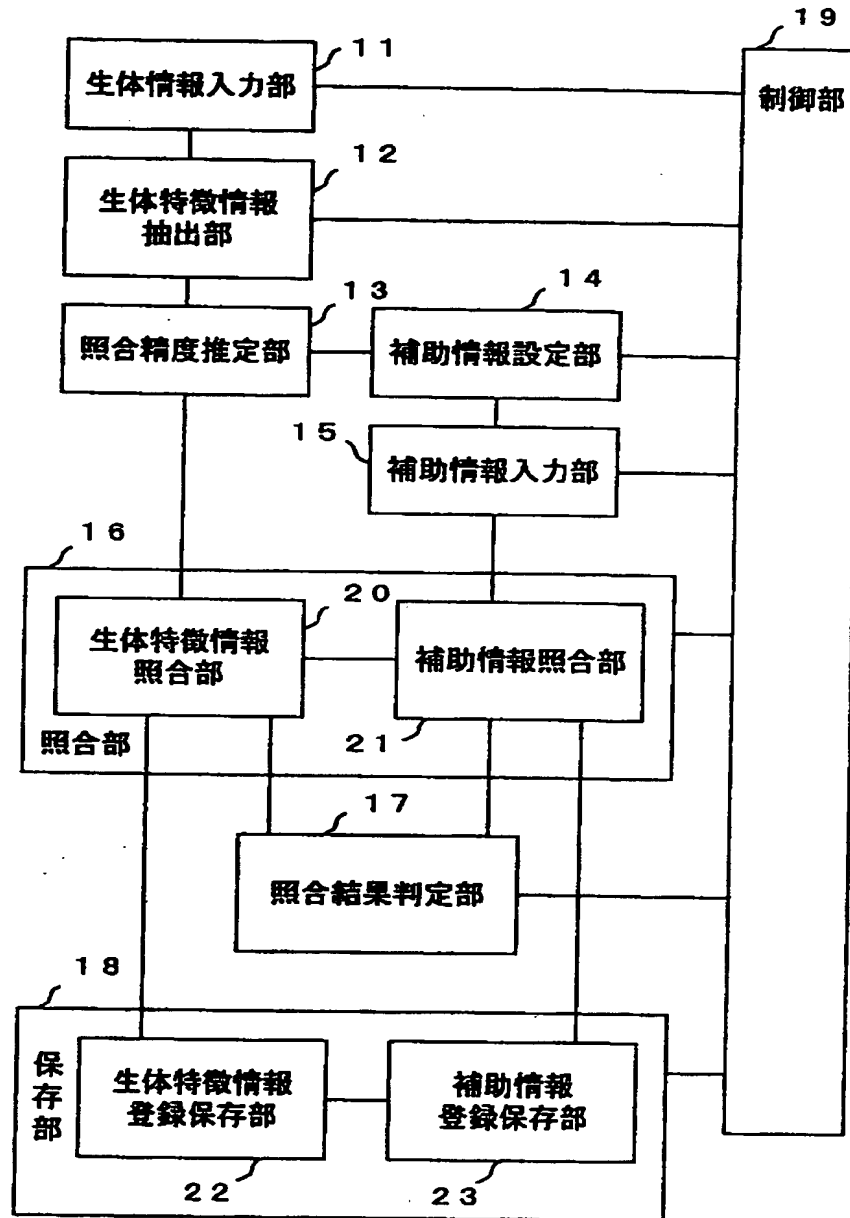 19
11
生体情報入力部
制御部
12
生体特徴情報
抽出部
13
14
照合精度推定部
補助情報設定部
15
補助情報入力部
16
20
生体特徴情報
照合部
補助情報照合部
照合部
21
17
照合結果判定部
18
保存部
生体特徴情報
登録保存部
補助情報
登録保存部
22
23